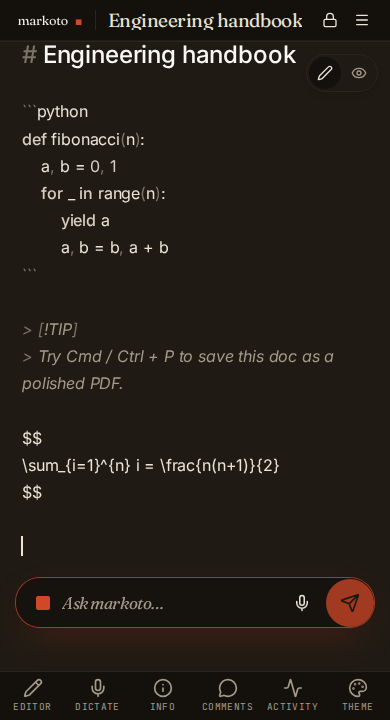 markoto
Engineering handbook
# Engineering handbook
```python
def fibonacci(n):
    a, b = 0, 1
    for _ in range(n):
        yield a
        a, b = b, a + b
```
> [!TIP]
> Try Cmd / Ctrl + P to save this doc as a
polished PDF.
$$
\sum_{i=1}^{n} i = \frac{n(n+1)}{2}
$$
Ask markoto...
EDITOR DICTATE INFO COMMENTS ACTIVITY THEME